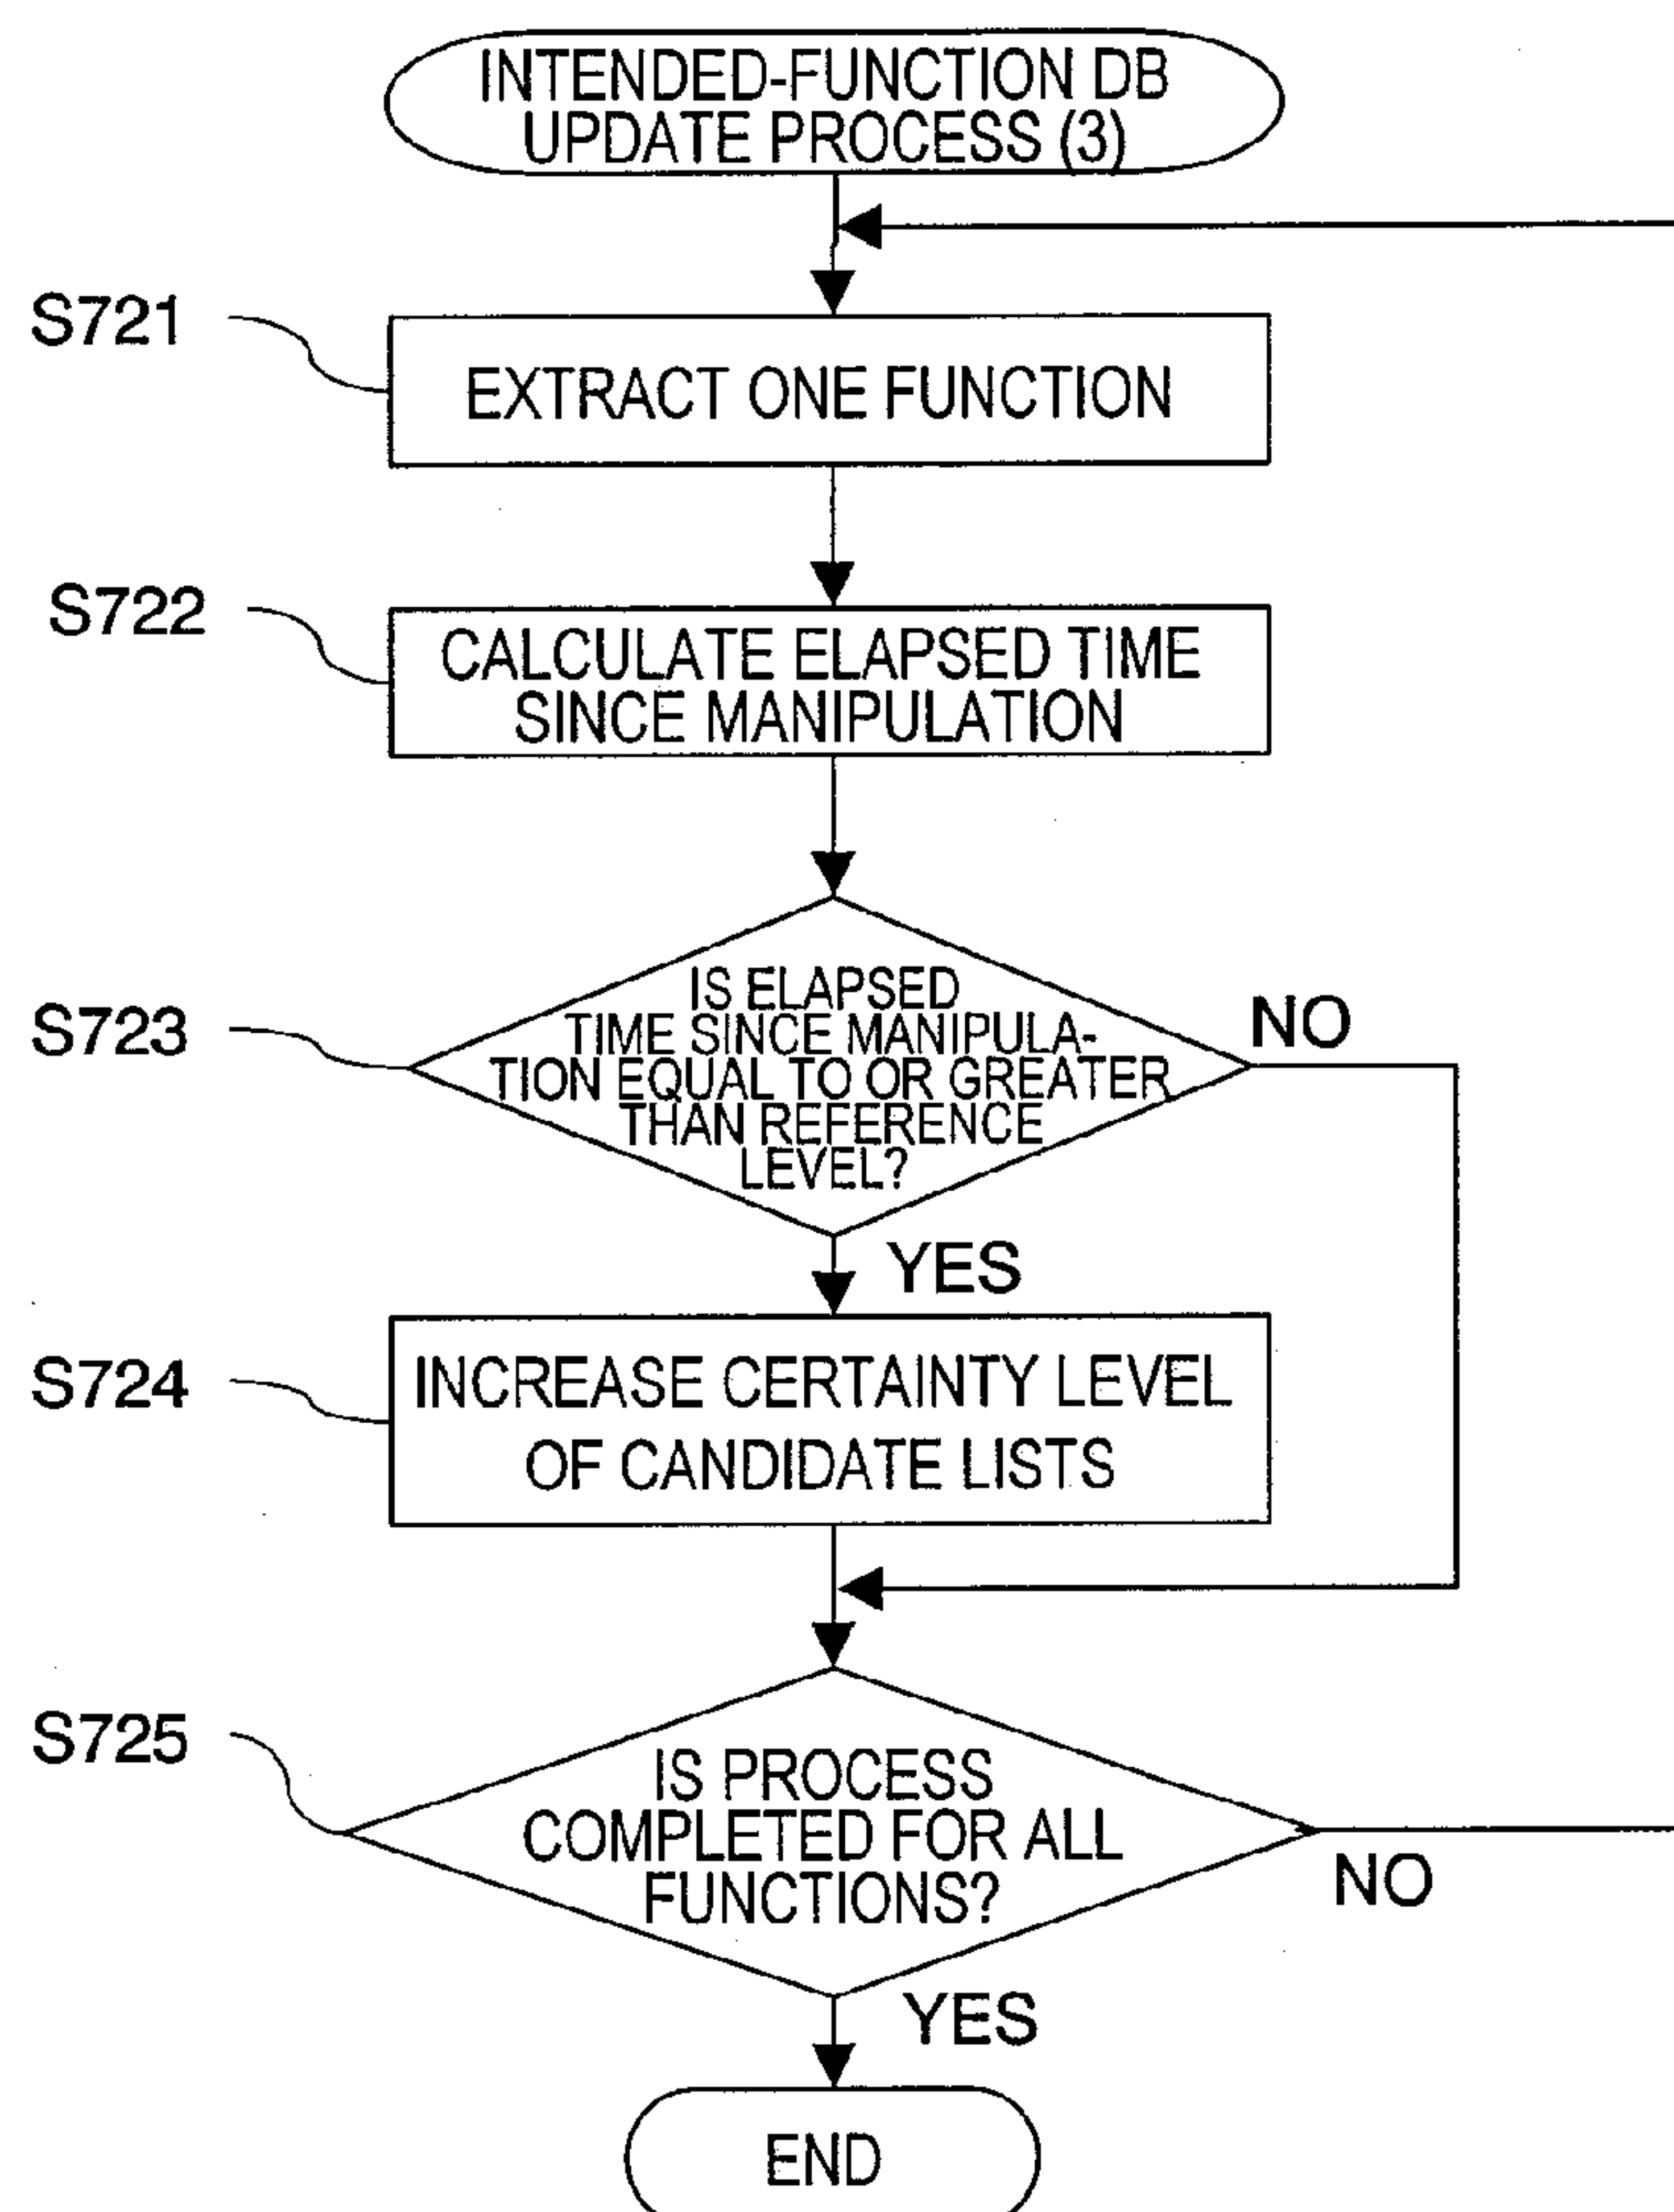 INTENDED-FUNCTION DB
UPDATE PROCESS (3)
S721
EXTRACT ONE FUNCTION
S722
CALCULATE ELAPSED TIME
SINCE MANIPULATION
S723
IS ELAPSED
TIME SINCE MANIPULA-
TION EQUAL TO OR GREATER
THAN REFERENCE
LEVEL?
NO
YES
S724
INCREASE CERTAINTY LEVEL
OF CANDIDATE LISTS
S725
IS PROCESS
COMPLETED FOR ALL
FUNCTIONS?
NO
YES
END